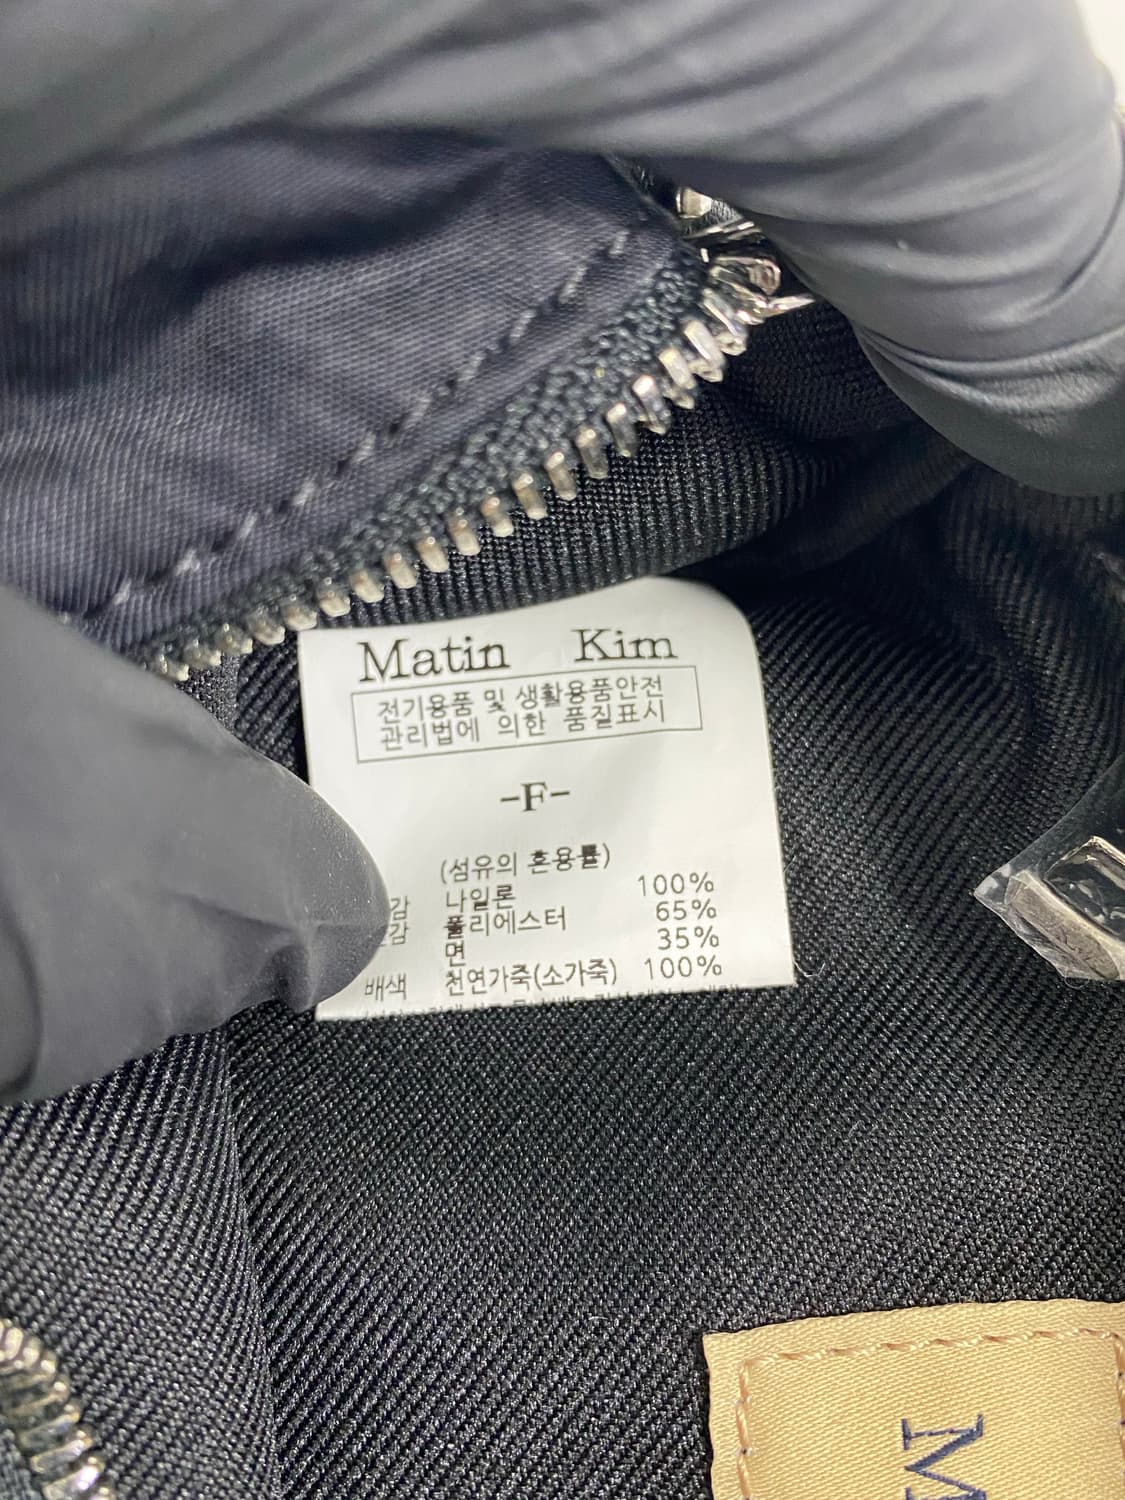 Matin Kim
전기용품 및 생활용품안전
관리법에 의한 품질표시
-F-
(섬유의 혼용률)
감 나일론 100%
감 폴리에스터 65%
면 35%
배색 천연가죽(소가죽) 100%
M